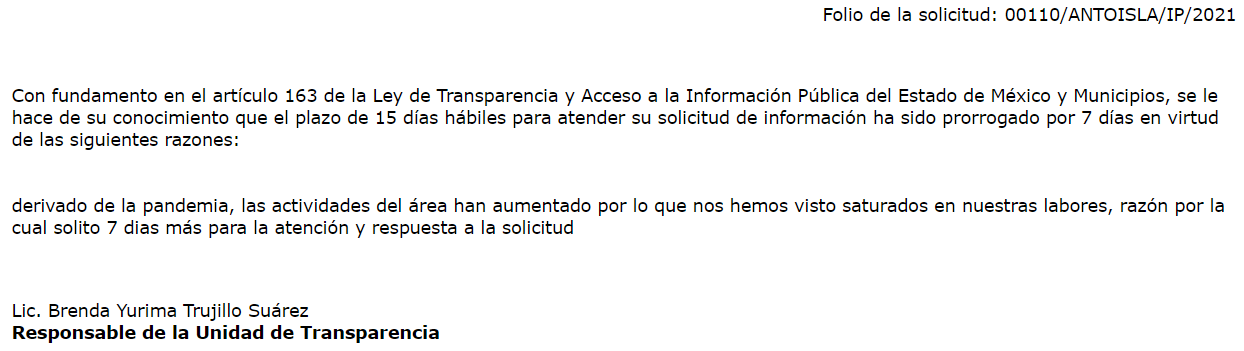 Folio de la solicitud: 00110/ANTOISLA/IP/2021
Con fundamento en el artículo 163 de la Ley de Transparencia y Acceso a la Información Pública del Estado de México y Municipios, se le
hace de su conocimiento que el plazo de 15 días hábiles para atender su solicitud de información ha sido prorrogado por 7 días en virtud
de las siguientes razones:
derivado de la pandemia, las actividades del área han aumentado por lo que nos hemos visto saturados en nuestras labores, razón por la
cual solito 7 dias más para la atención y respuesta a la solicitud
Lic. Brenda Yurima Trujillo Suárez
Responsable de la Unidad de Transparencia